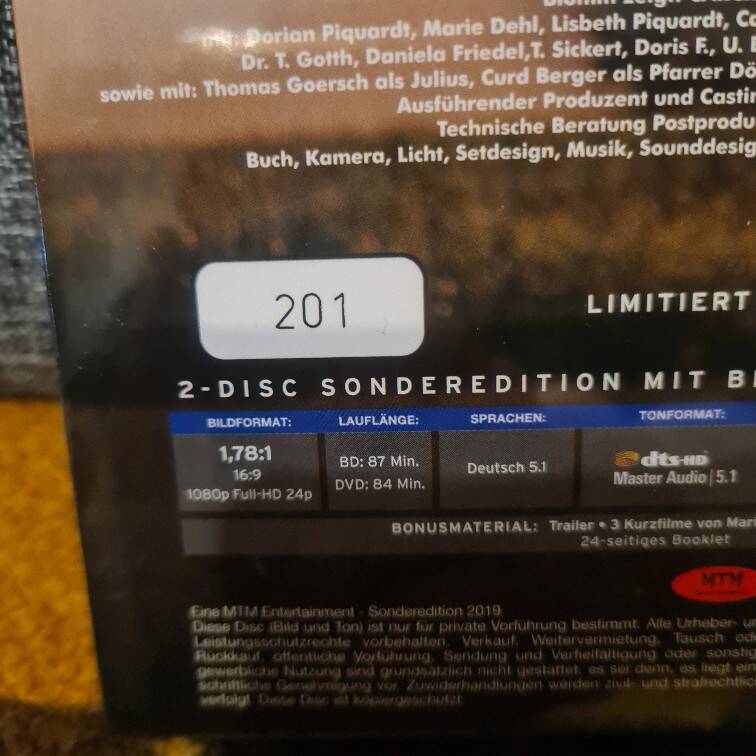 Dorian Piquardt, Marie Dehl, Lisbeth Piquardt,
Dr. T. Gotth, Daniela Friedel,T. Sickert, Doris F., U.
sowie mit: Thomas Goersch als Julius, Curd Berger als Pfarrer
Ausführender Produzent und
Technische Beratung
Buch, Kamera, Licht, Setdesign, Musik,
201
LIMITIERT
2-DISC SONDEREDITION MIT
BILDFORMAT: LAUFLÄNGE: SPRACHEN: TONFORMAT:
1,78:1
16:9
1080p Full-HD 24p
BD: 87 Min.
DVD: 84 Min.
Deutsch 5.1
dts-HD
Master Audio | 5.1
BONUSMATERIAL: Trailer • 3 Kurzfilme von
24-seitiges Booklet
MTM
Eine MTM Entertainment - Sonderedition 2019
Diese Disc (Bild und Ton) ist nur für private Vorführung bestimmt. Alle Urheber-
Leistungsschutzrechte vorbehalten. Verkauf, Weitervermietung, Tausch
Rückkauf, öffentliche Vorführung, Sendung und Vervielfältigung oder
gewerbliche Nutzung sind grundsätzlich nicht gestattet, es sei denn, es liegt
schriftliche Genehmigung vor. Zuwiderhandlungen werden zivil- und
verfolgt. Diese Disc ist kopiergeschützt.